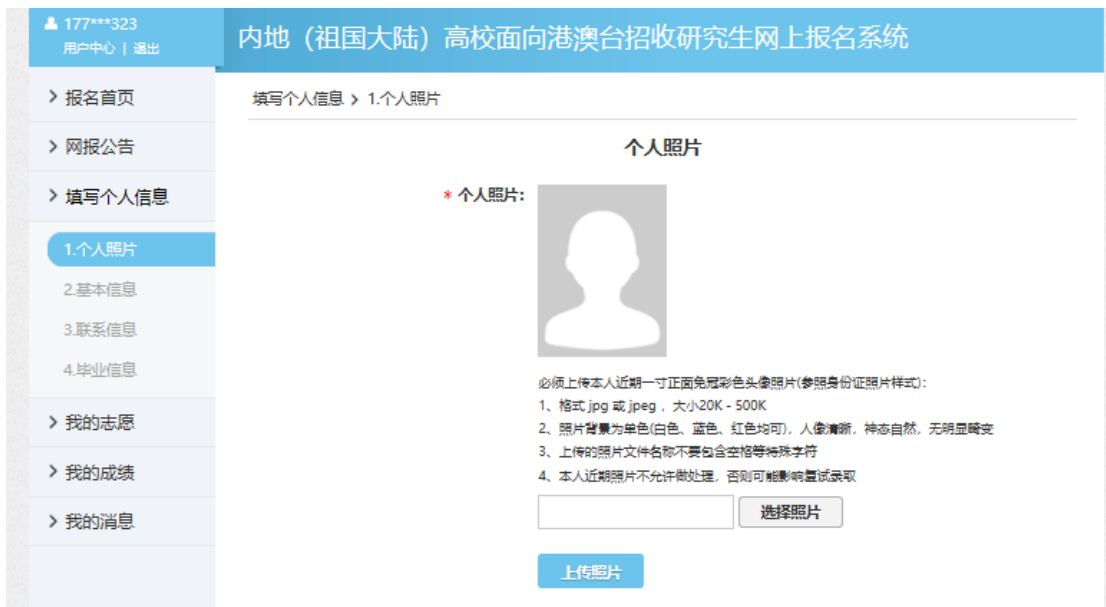 177***323
用户中心 | 退出
内地（祖国大陆）高校面向港澳台招收研究生网上报名系统
报名首页
网报公告
填写个人信息
1.个人照片
2.基本信息
3.联系信息
4.毕业信息
我的志愿
我的成绩
我的消息
填写个人信息 > 1.个人照片
个人照片
* 个人照片:
必须上传本人近期一寸正面免冠彩色头像照片(参照身份证照片样式):
1、格式 jpg 或 jpeg ，大小20K - 500K
2、照片背景为单色(白色、蓝色、红色均可)，人像清晰，神态自然，无明显畸变
3、上传的照片文件名称不要包含空格等特殊字符
4、本人近期照片不允许做处理，否则可能影响复试录取
选择照片
上传照片